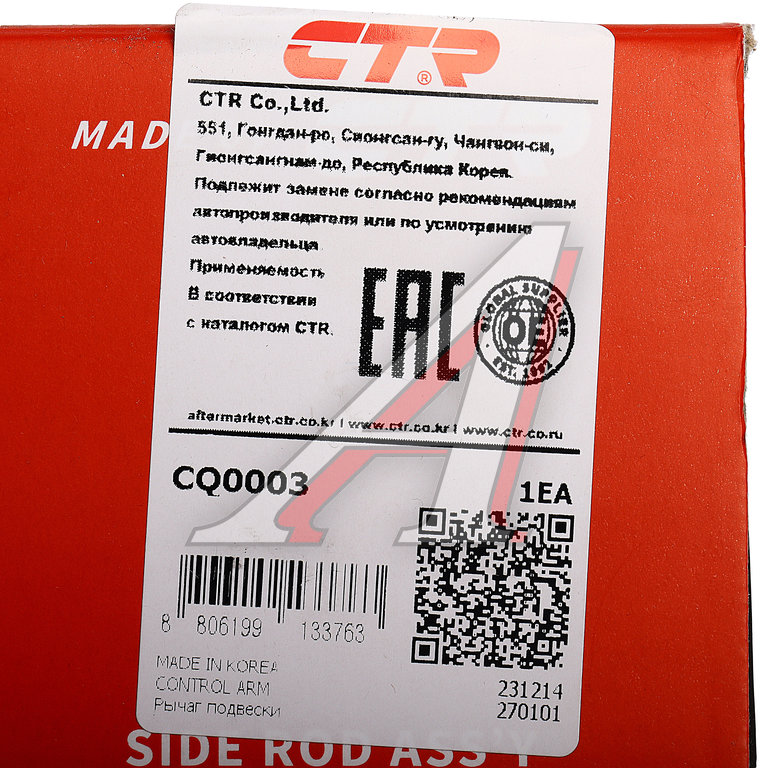 CTR®
CTR Co.,Ltd.
551, Гонгдан-ро, Сионгсан-гу, Чангвон-си,
Гионгсангнам-до, Республика Корея.
Подлежит замене согласно рекомендациям
автопроизводителя или по усмотрению
автовладельца
Применяемость
В соответствии
с каталогом CTR.
EAC
GLOBAL SUPPLIER
OE
EST. 1952
aftermarket.ctr.co.kr | www.ctr.co.kr | www.ctr.co.ru
CQ0003
1EA
8 806199 133763
MADE IN KOREA
CONTROL ARM
Рычаг подвески
231214
270101
MAD
SIDE ROD ASS'Y